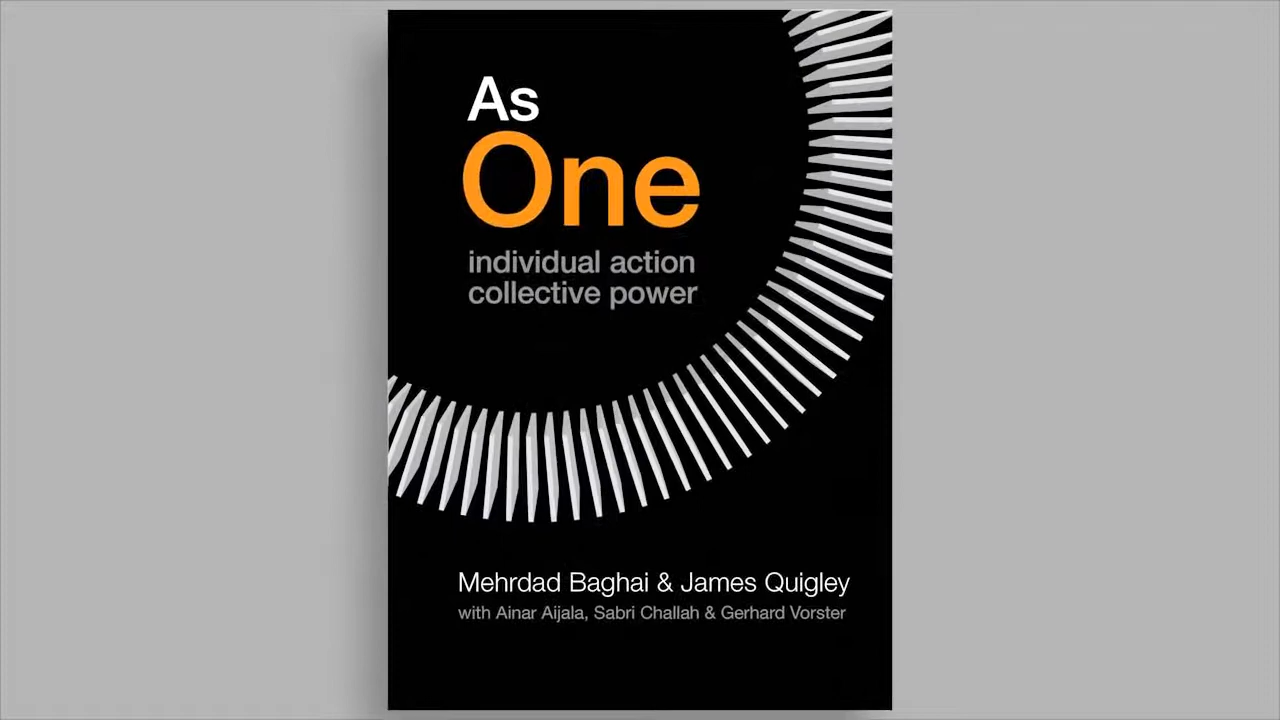 As
One
individual action
collective power
Mehrdad Baghai & James Quigley
with Ainar Aijala, Sabri Challah & Gerhard Vorster